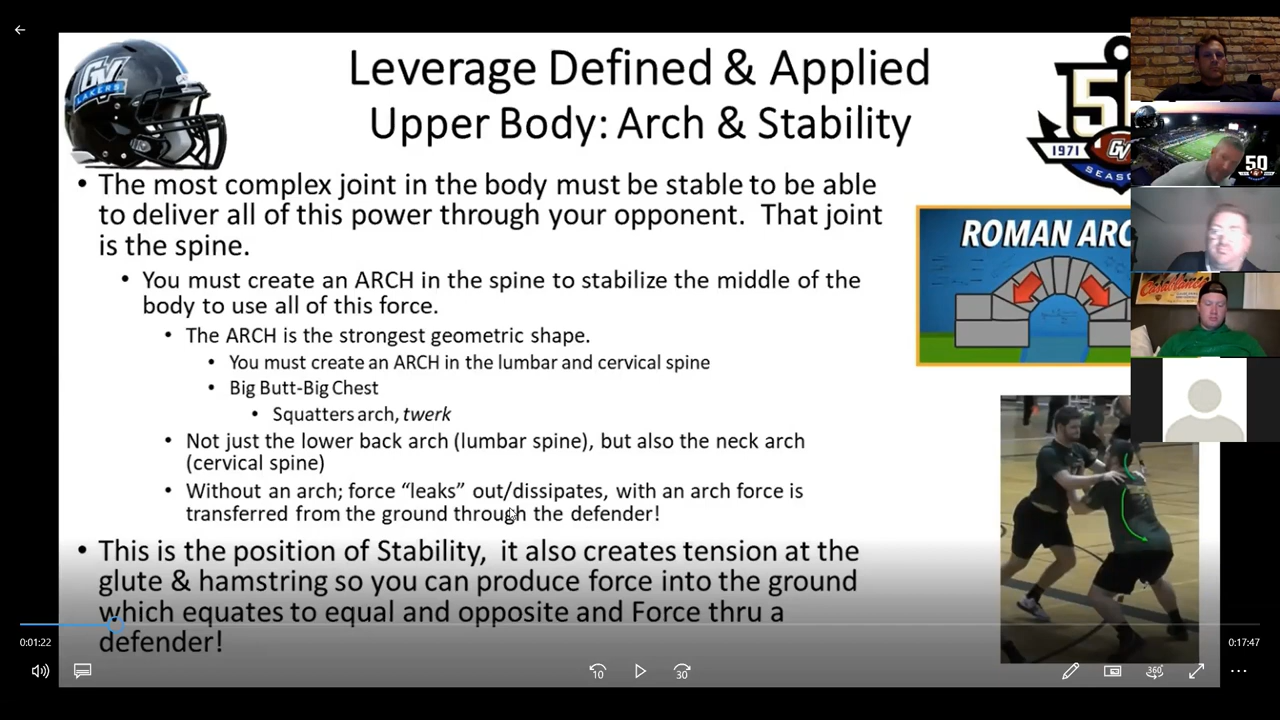 GV
LAKERS
Leverage Defined & Applied
Upper Body: Arch & Stability
• The most complex joint in the body must be stable to be able
to deliver all of this power through your opponent. That joint
is the spine.
• You must create an ARCH in the spine to stabilize the middle of the
body to use all of this force.
• The ARCH is the strongest geometric shape.
• You must create an ARCH in the lumbar and cervical spine
• Big Butt-Big Chest
• Squatters arch, twerk
• Not just the lower back arch (lumbar spine), but also the neck arch
(cervical spine)
• Without an arch; force “leaks” out/dissipates, with an arch force is
transferred from the ground through the defender!
• This is the position of Stability, it also creates tension at the
glute & hamstring so you can produce force into the ground
which equates to equal and opposite and Force thru a
defender!
1971
GV
SEAS
ROMAN ARC
50
Casablanca
0:01:22
0:17:47
10
30
360